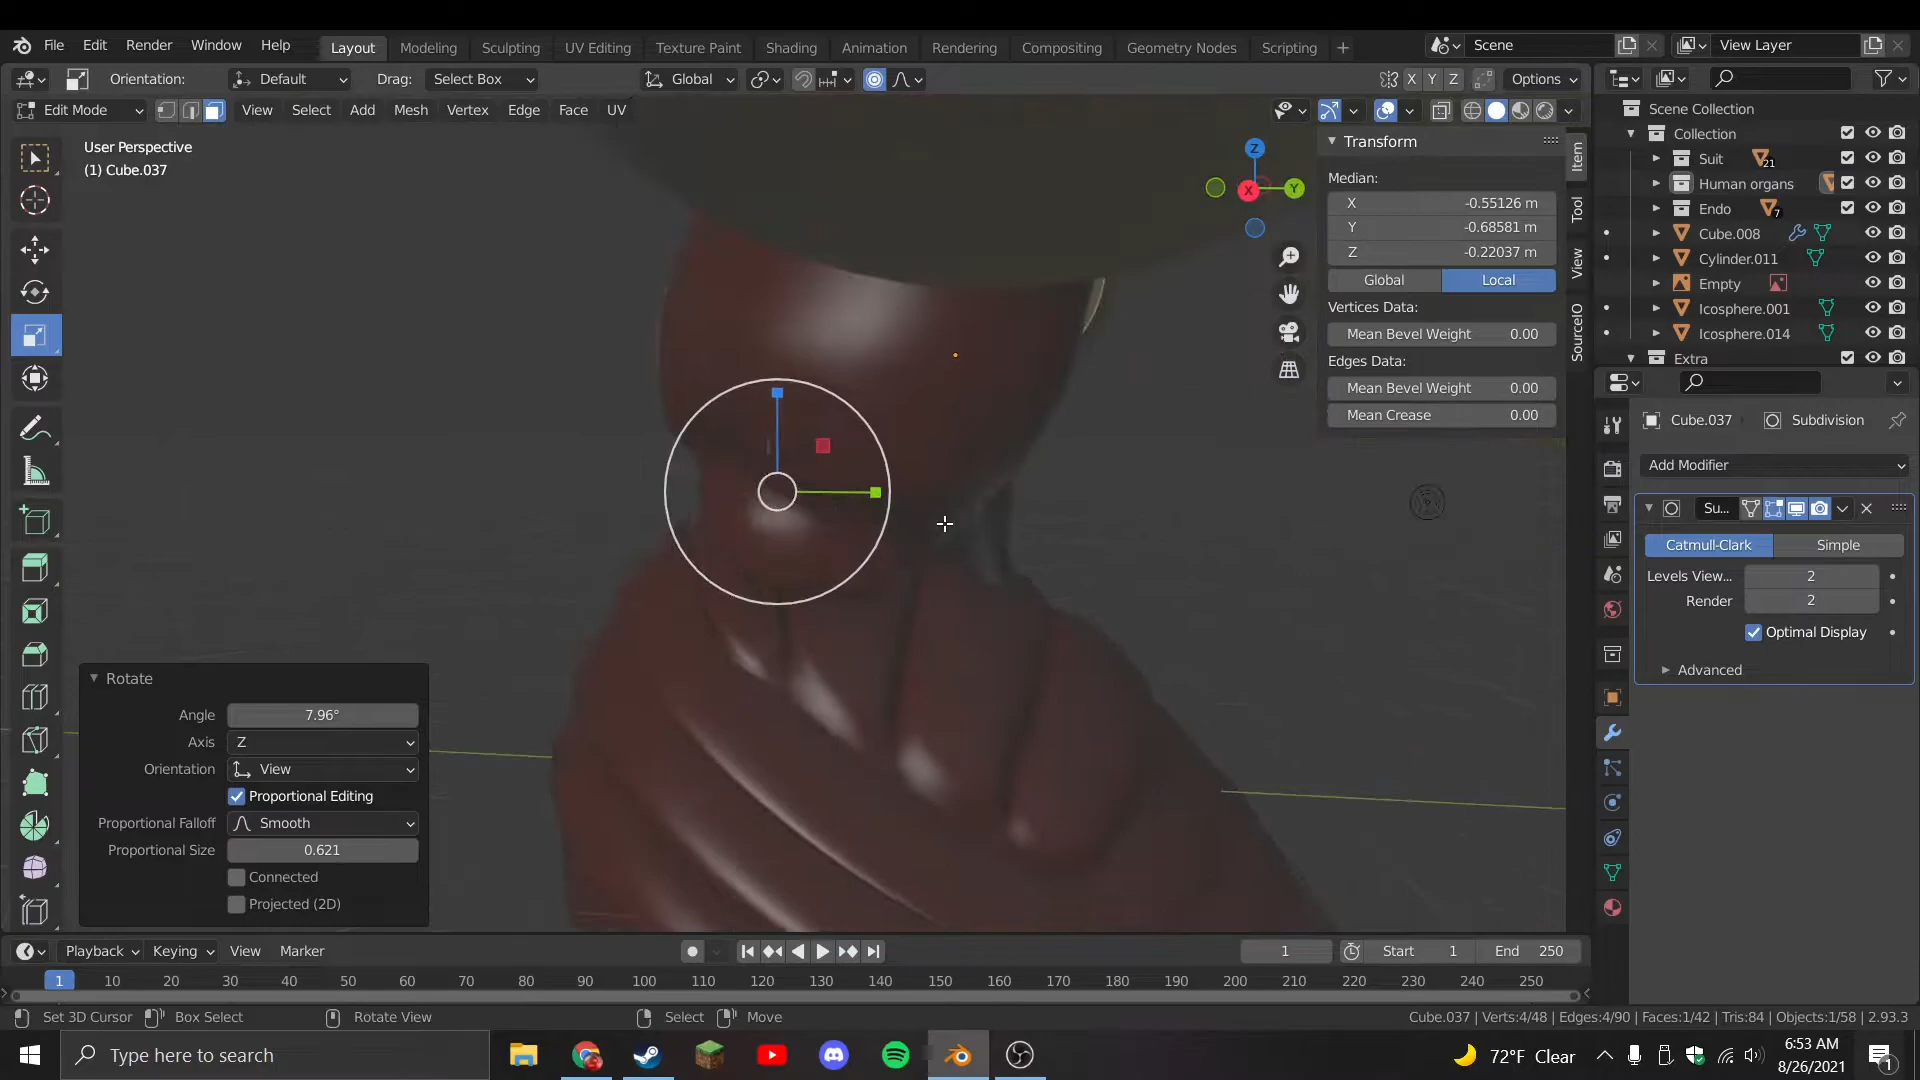 File Edit Render Window Help Layout Modeling Sculpting UV Editing Texture Paint Shading Animation Rendering Compositing Geometry Nodes Scripting Scene View Layer
Orientation: Default Drag: Select Box Global X Y Z Options
Edit Mode View Select Add Mesh Vertex Edge Face UV
User Perspective
(1) Cube.037
Z
Y
X
Transform
Median:
X -0.55126 m
Y -0.68581 m
Z -0.22037 m
Global Local
Vertices Data:
Mean Bevel Weight 0.00
Edges Data:
Mean Bevel Weight 0.00
Mean Crease 0.00
Item
Tool
View
SourceIO
Scene Collection
Collection
Suit 21
Human organs
Endo 7
Cube.008
Cylinder.011
Empty
Icosphere.001
Icosphere.014
Extra
Cube.037 Subdivision
Add Modifier
Su...
Catmull-Clark Simple
Levels View... 2
Render 2
Optimal Display
Advanced
Rotate
Angle 7.96°
Axis Z
Orientation View
Proportional Editing
Proportional Falloff Smooth
Proportional Size 0.621
Connected
Projected (2D)
Playback Keying View Marker 1 Start 1 End 250
1 10 20 30 40 50 60 70 80 90 100 110 120 130 140 150 160 170 180 190 200 210 220 230 240 250
Set 3D Cursor Box Select Rotate View Select Move Cube.037 | Verts:4/48 | Edges:4/90 | Faces:1/42 | Tris:84 | Objects:1/58 | 2.93.3
Type here to search 72°F Clear 6:53 AM
8/26/2021 1